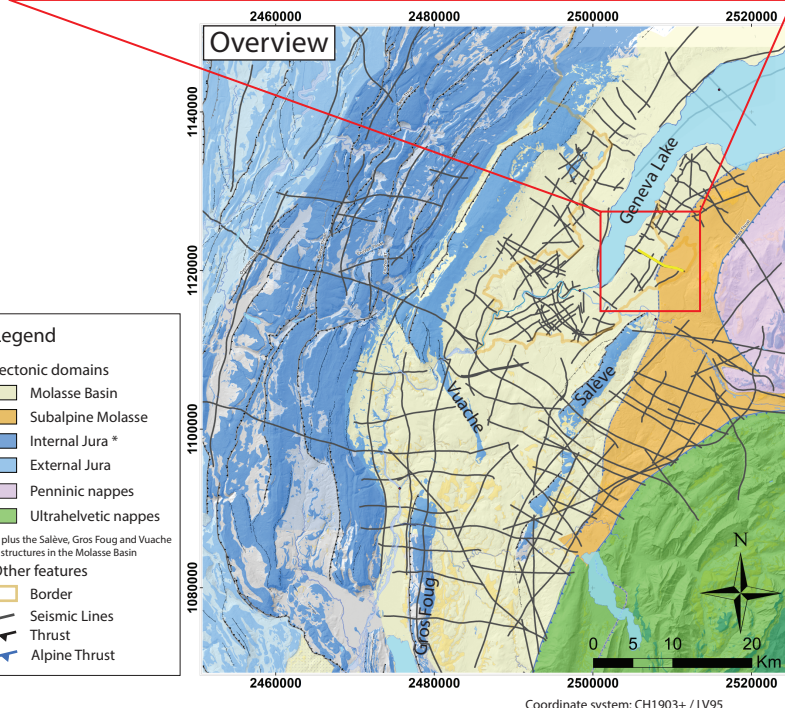 2460000 2480000 2500000 2520000
Overview
1140000
1120000
1100000
1080000
Geneva Lake
Vuache
Salève
Gros Foug
N
0 5 10 20
Km
2460000 2480000 2500000 2520000
Coordinate system: CH1903+ / LV95
egend
ectonic domains
Molasse Basin
Subalpine Molasse
Internal Jura *
External Jura
Penninic nappes
Ultrahelvetic nappes
plus the Salève, Gros Foug and Vuache
structures in the Molasse Basin
Other features
Border
Seismic Lines
Thrust
Alpine Thrust